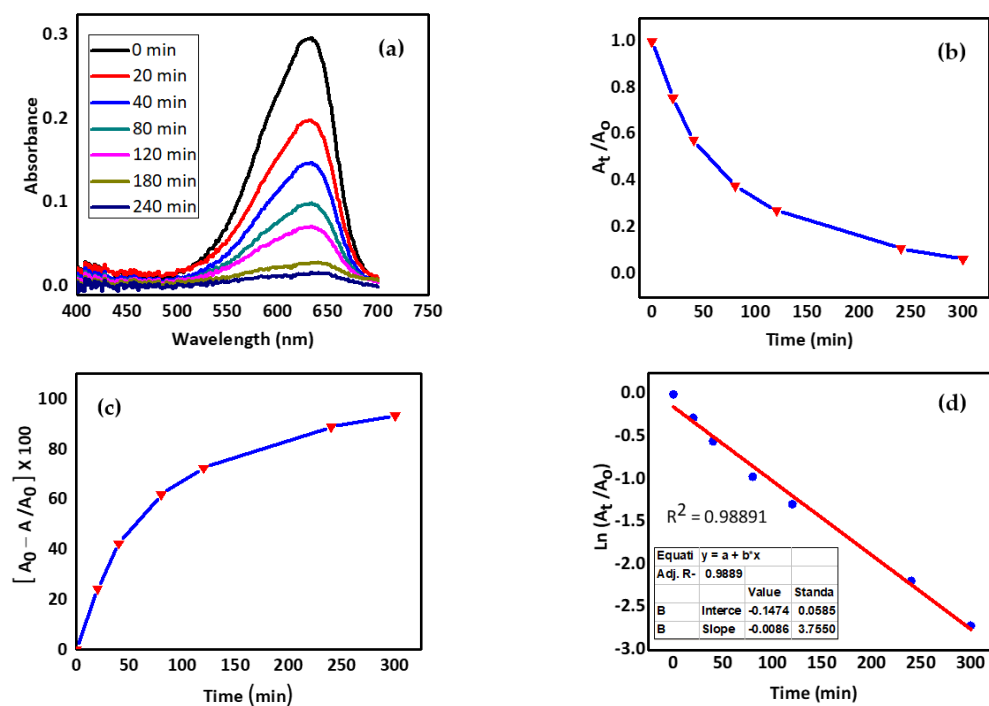 (a)
0.3
0.2
0.1
0.0
Absorbance
0 min
20 min
40 min
80 min
120 min
180 min
240 min
400 450 500 550 600 650 700 750
Wavelength (nm)
(b)
1.0
0.8
0.6
0.4
0.2
0.0
At /Ao
0 50 100 150 200 250 300
Time (min)
(c)
100
80
60
40
20
0
[ A0 – A /A0 ] X 100
0 50 100 150 200 250 300
Time (min)
(d)
0.0
-0.5
-1.0
-1.5
-2.0
-2.5
-3.0
Ln (At /Ao)
R2 = 0.98891
Equati y = a + b*x
Adj. R- 0.9889
Value Standa
B Interce -0.1474 0.0585
B Slope -0.0086 3.7550
0 50 100 150 200 250 300
Time (min)